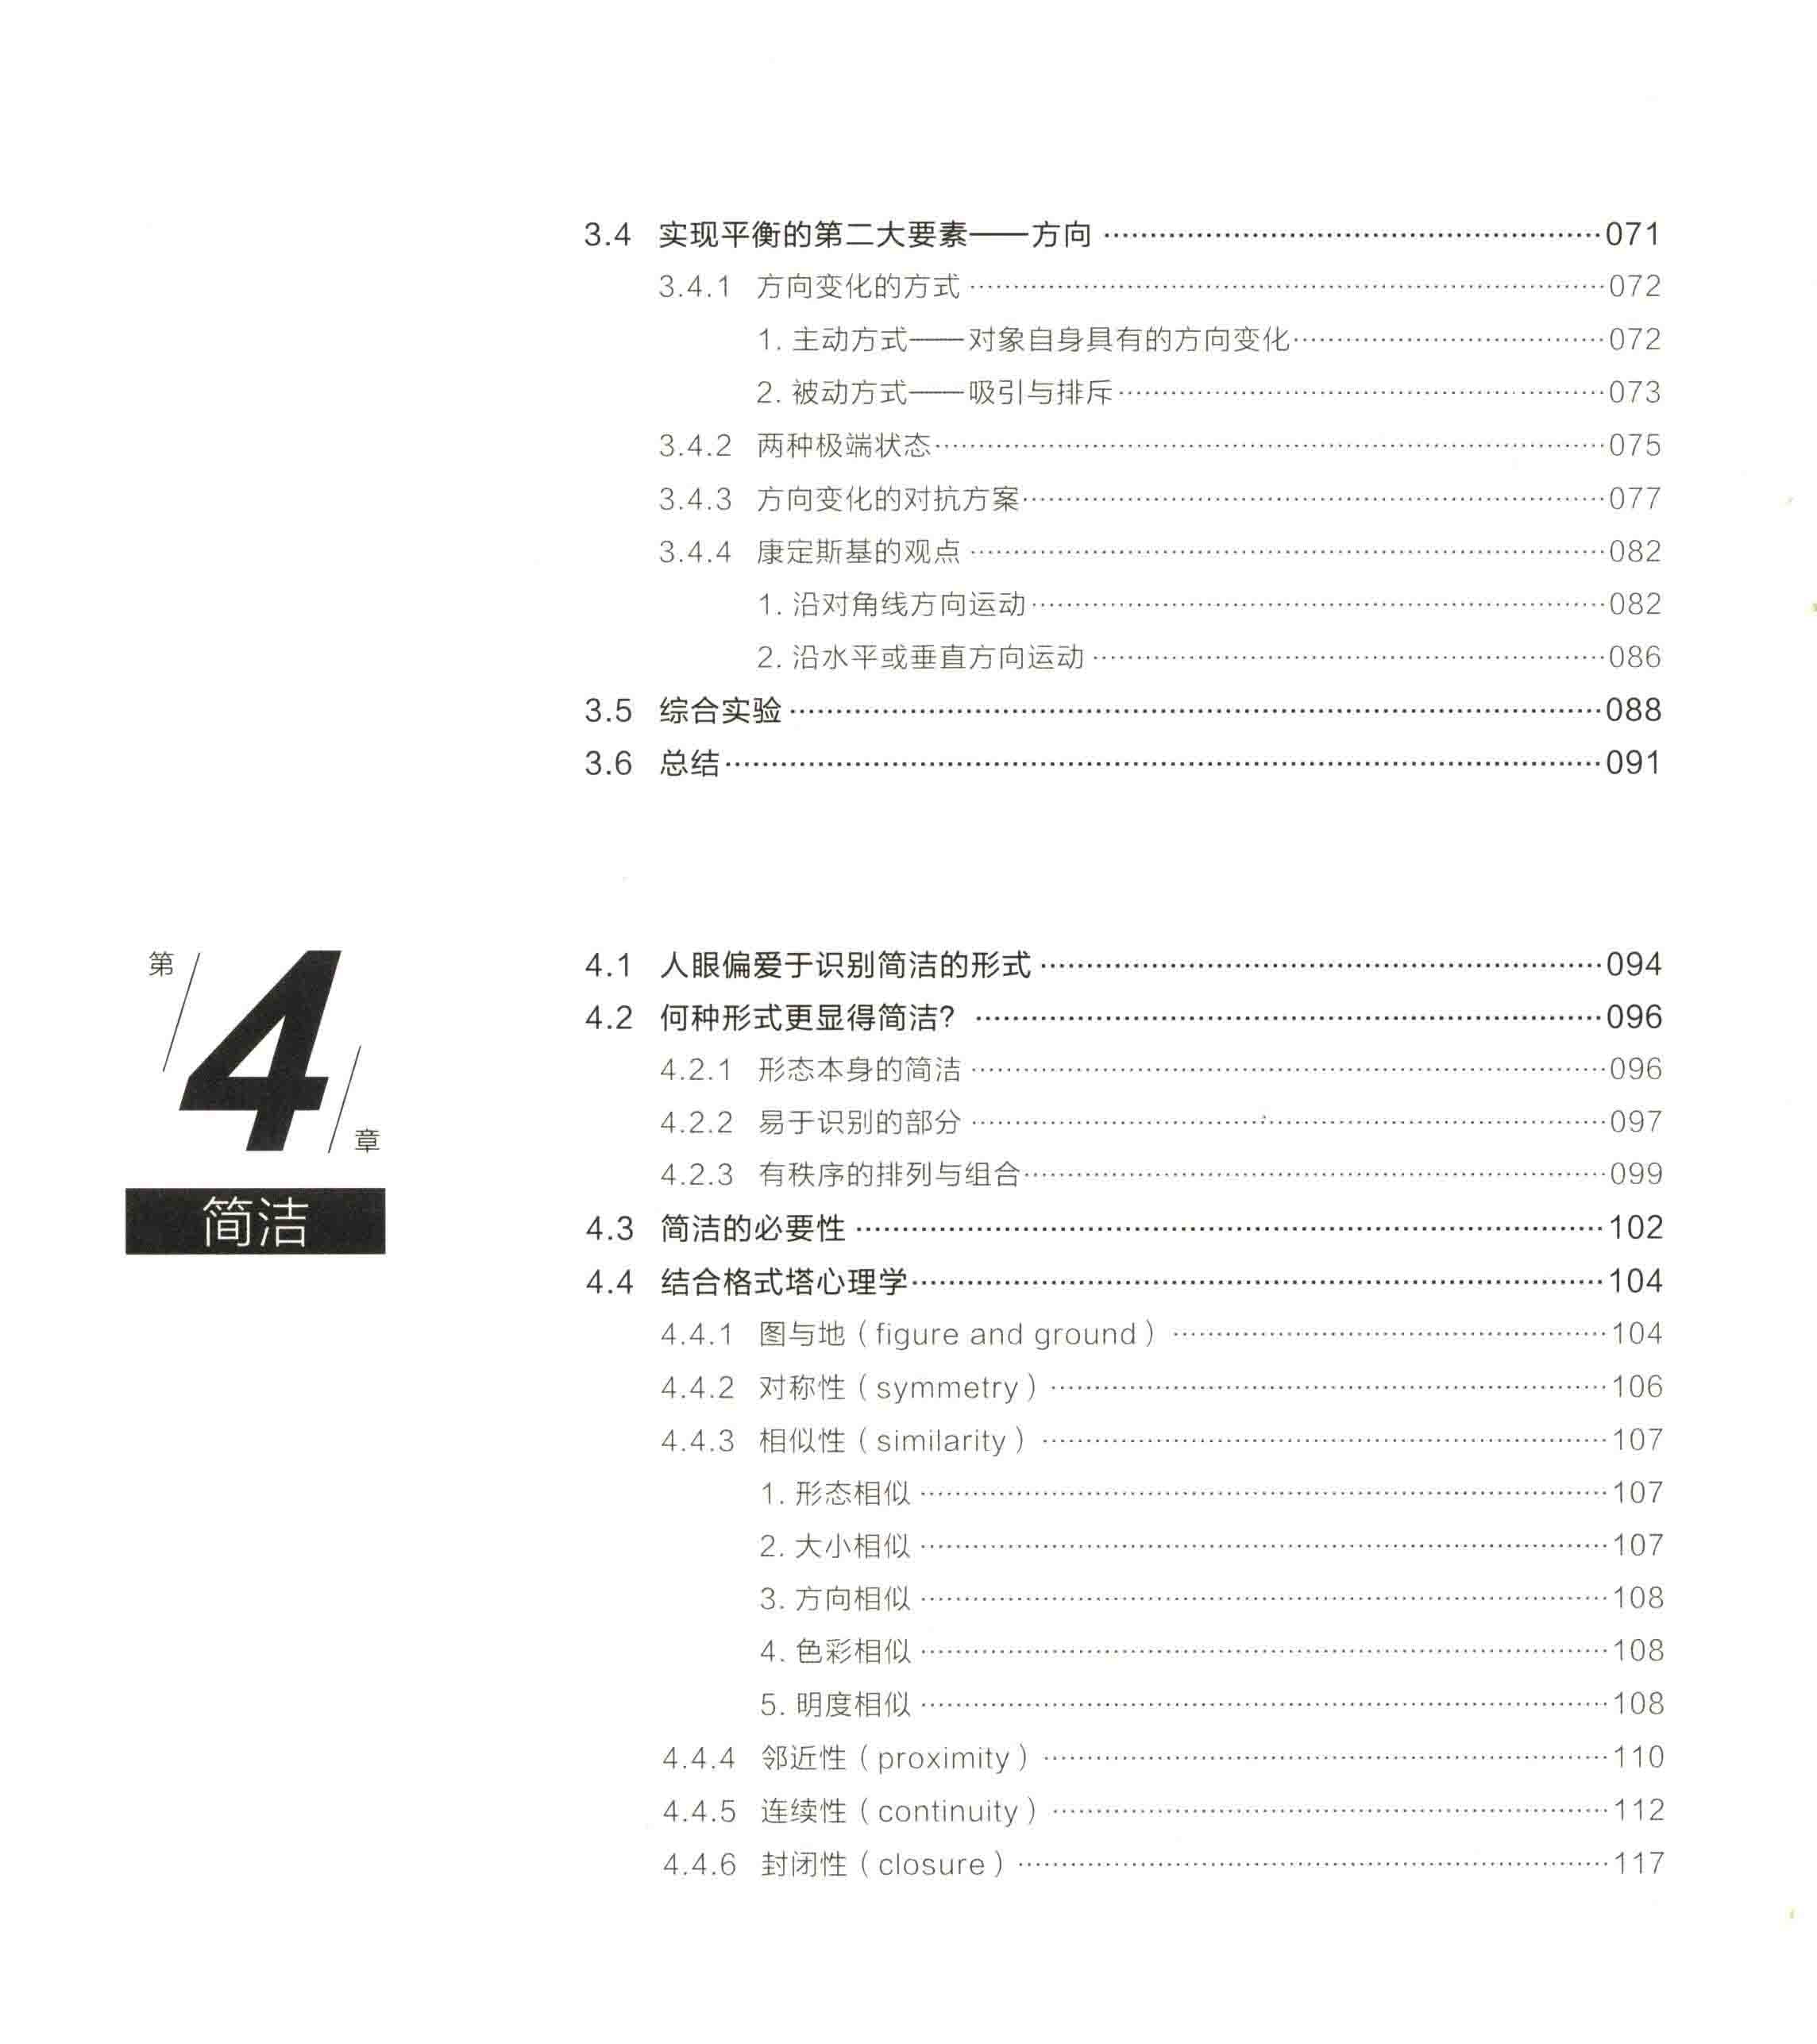 3.4 实现平衡的第二大要素——方向 071
3.4.1 方向变化的方式 072
1. 主动方式——对象自身具有的方向变化 072
2. 被动方式——吸引与排斥 073
3.4.2 两种极端状态 075
3.4.3 方向变化的对抗方案 077
3.4.4 康定斯基的观点 082
1. 沿对角线方向运动 082
2. 沿水平或垂直方向运动 086
3.5 综合实验 088
3.6 总结 091
第
4
章
简洁
4.1 人眼偏爱于识别简洁的形式 094
4.2 何种形式更显得简洁？ 096
4.2.1 形态本身的简洁 096
4.2.2 易于识别的部分 097
4.2.3 有秩序的排列与组合 099
4.3 简洁的必要性 102
4.4 结合格式塔心理学 104
4.4.1 图与地（figure and ground） 104
4.4.2 对称性（symmetry） 106
4.4.3 相似性（similarity） 107
1. 形态相似 107
2. 大小相似 107
3. 方向相似 108
4. 色彩相似 108
5. 明度相似 108
4.4.4 邻近性（proximity） 110
4.4.5 连续性（continuity） 112
4.4.6 封闭性（closure） 117